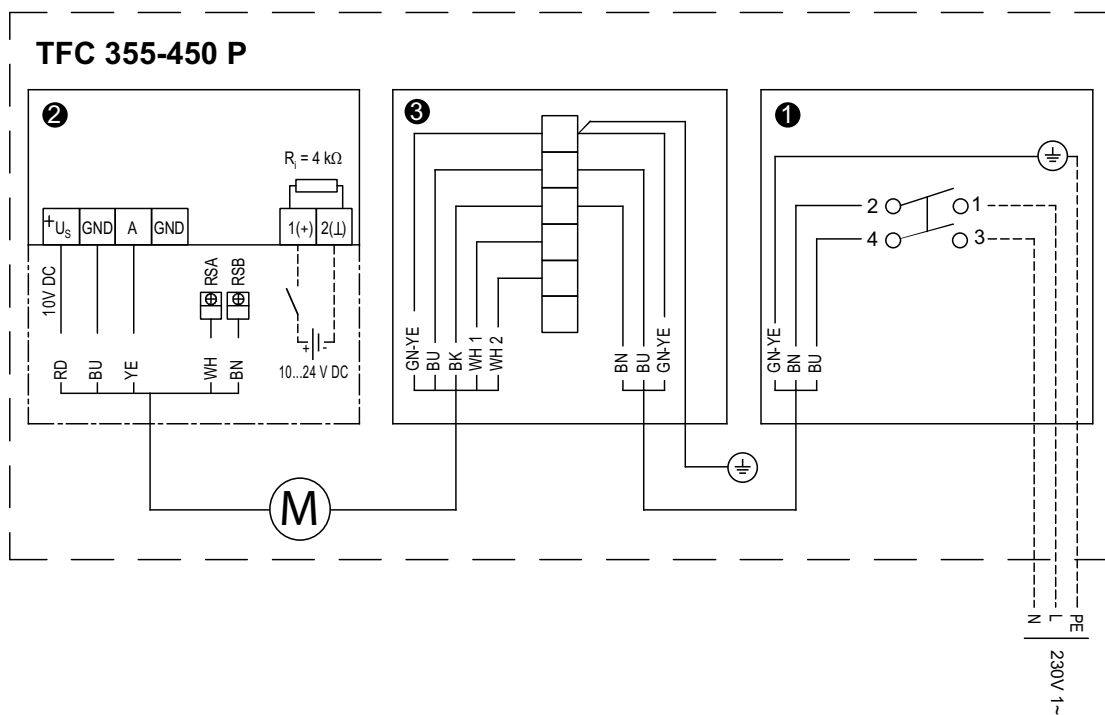 TFC 355-450 P
2
Rᵢ = 4 kΩ
+Uₛ GND A GND
1(+) 2(⊥)
10V DC
RSA
RSB
+ -
10...24 V DC
RD
BU
YE
WH
BN
3
GN-YE
BU
BK
WH 1
WH 2
BN
BU
GN-YE
1
2 1
4 3
GN-YE
BN
BU
M
N
L
PE
230V 1~